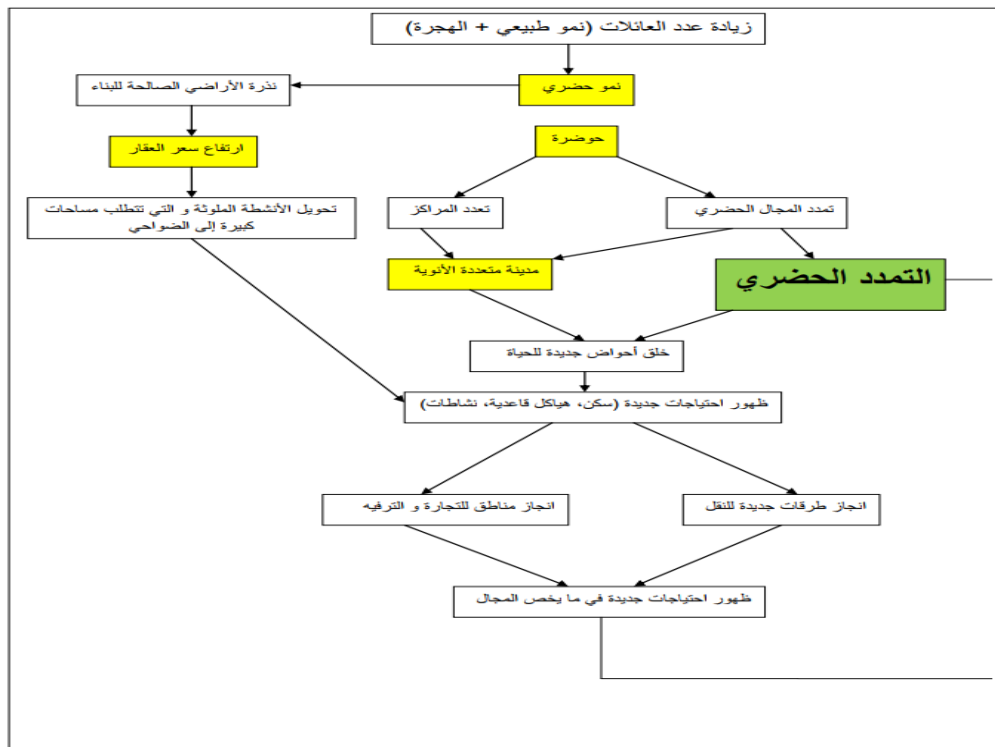 زيادة عدد العائلات (نمو طبيعي + الهجرة)
نمو حضري
نذرة الأراضي الصالحة للبناء
حوضرة
ارتفاع سعر العقار
تحويل الأنشطة الملوثة و التي تتطلب مساحات
كبيرة إلى الضواحي
تعدد المراكز
تمدد المجال الحضري
مدينة متعددة الأنوية
التمدد الحضري
خلق أحواض جديدة للحياة
ظهور احتياجات جديدة (سكن، هياكل قاعدية، نشاطات)
انجاز مناطق للتجارة و الترفيه
انجاز طرقات جديدة للنقل
ظهور احتياجات جديدة في ما يخص المجال